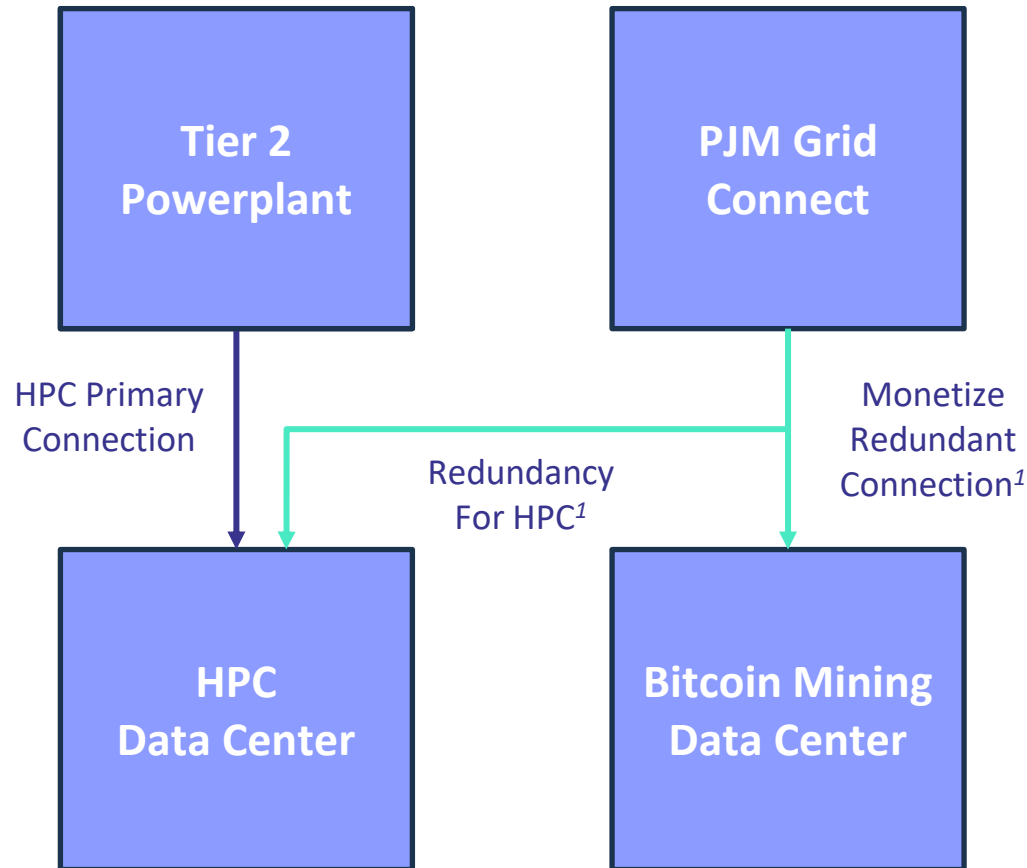 Tier 2
Powerplant
PJM Grid
Connect
HPC Primary
Connection
Redundancy
For HPC¹
Monetize
Redundant
Connection¹
HPC
Data Center
Bitcoin Mining
Data Center